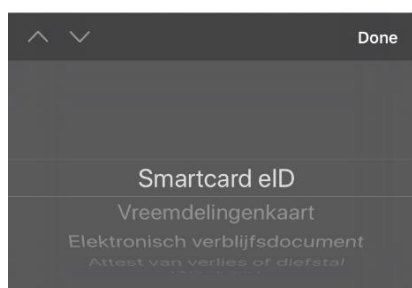 Done
Smartcard eID
Vreemdelingenkaart
Elektronisch verblijfsdocument
Attest van verlies of diefstal